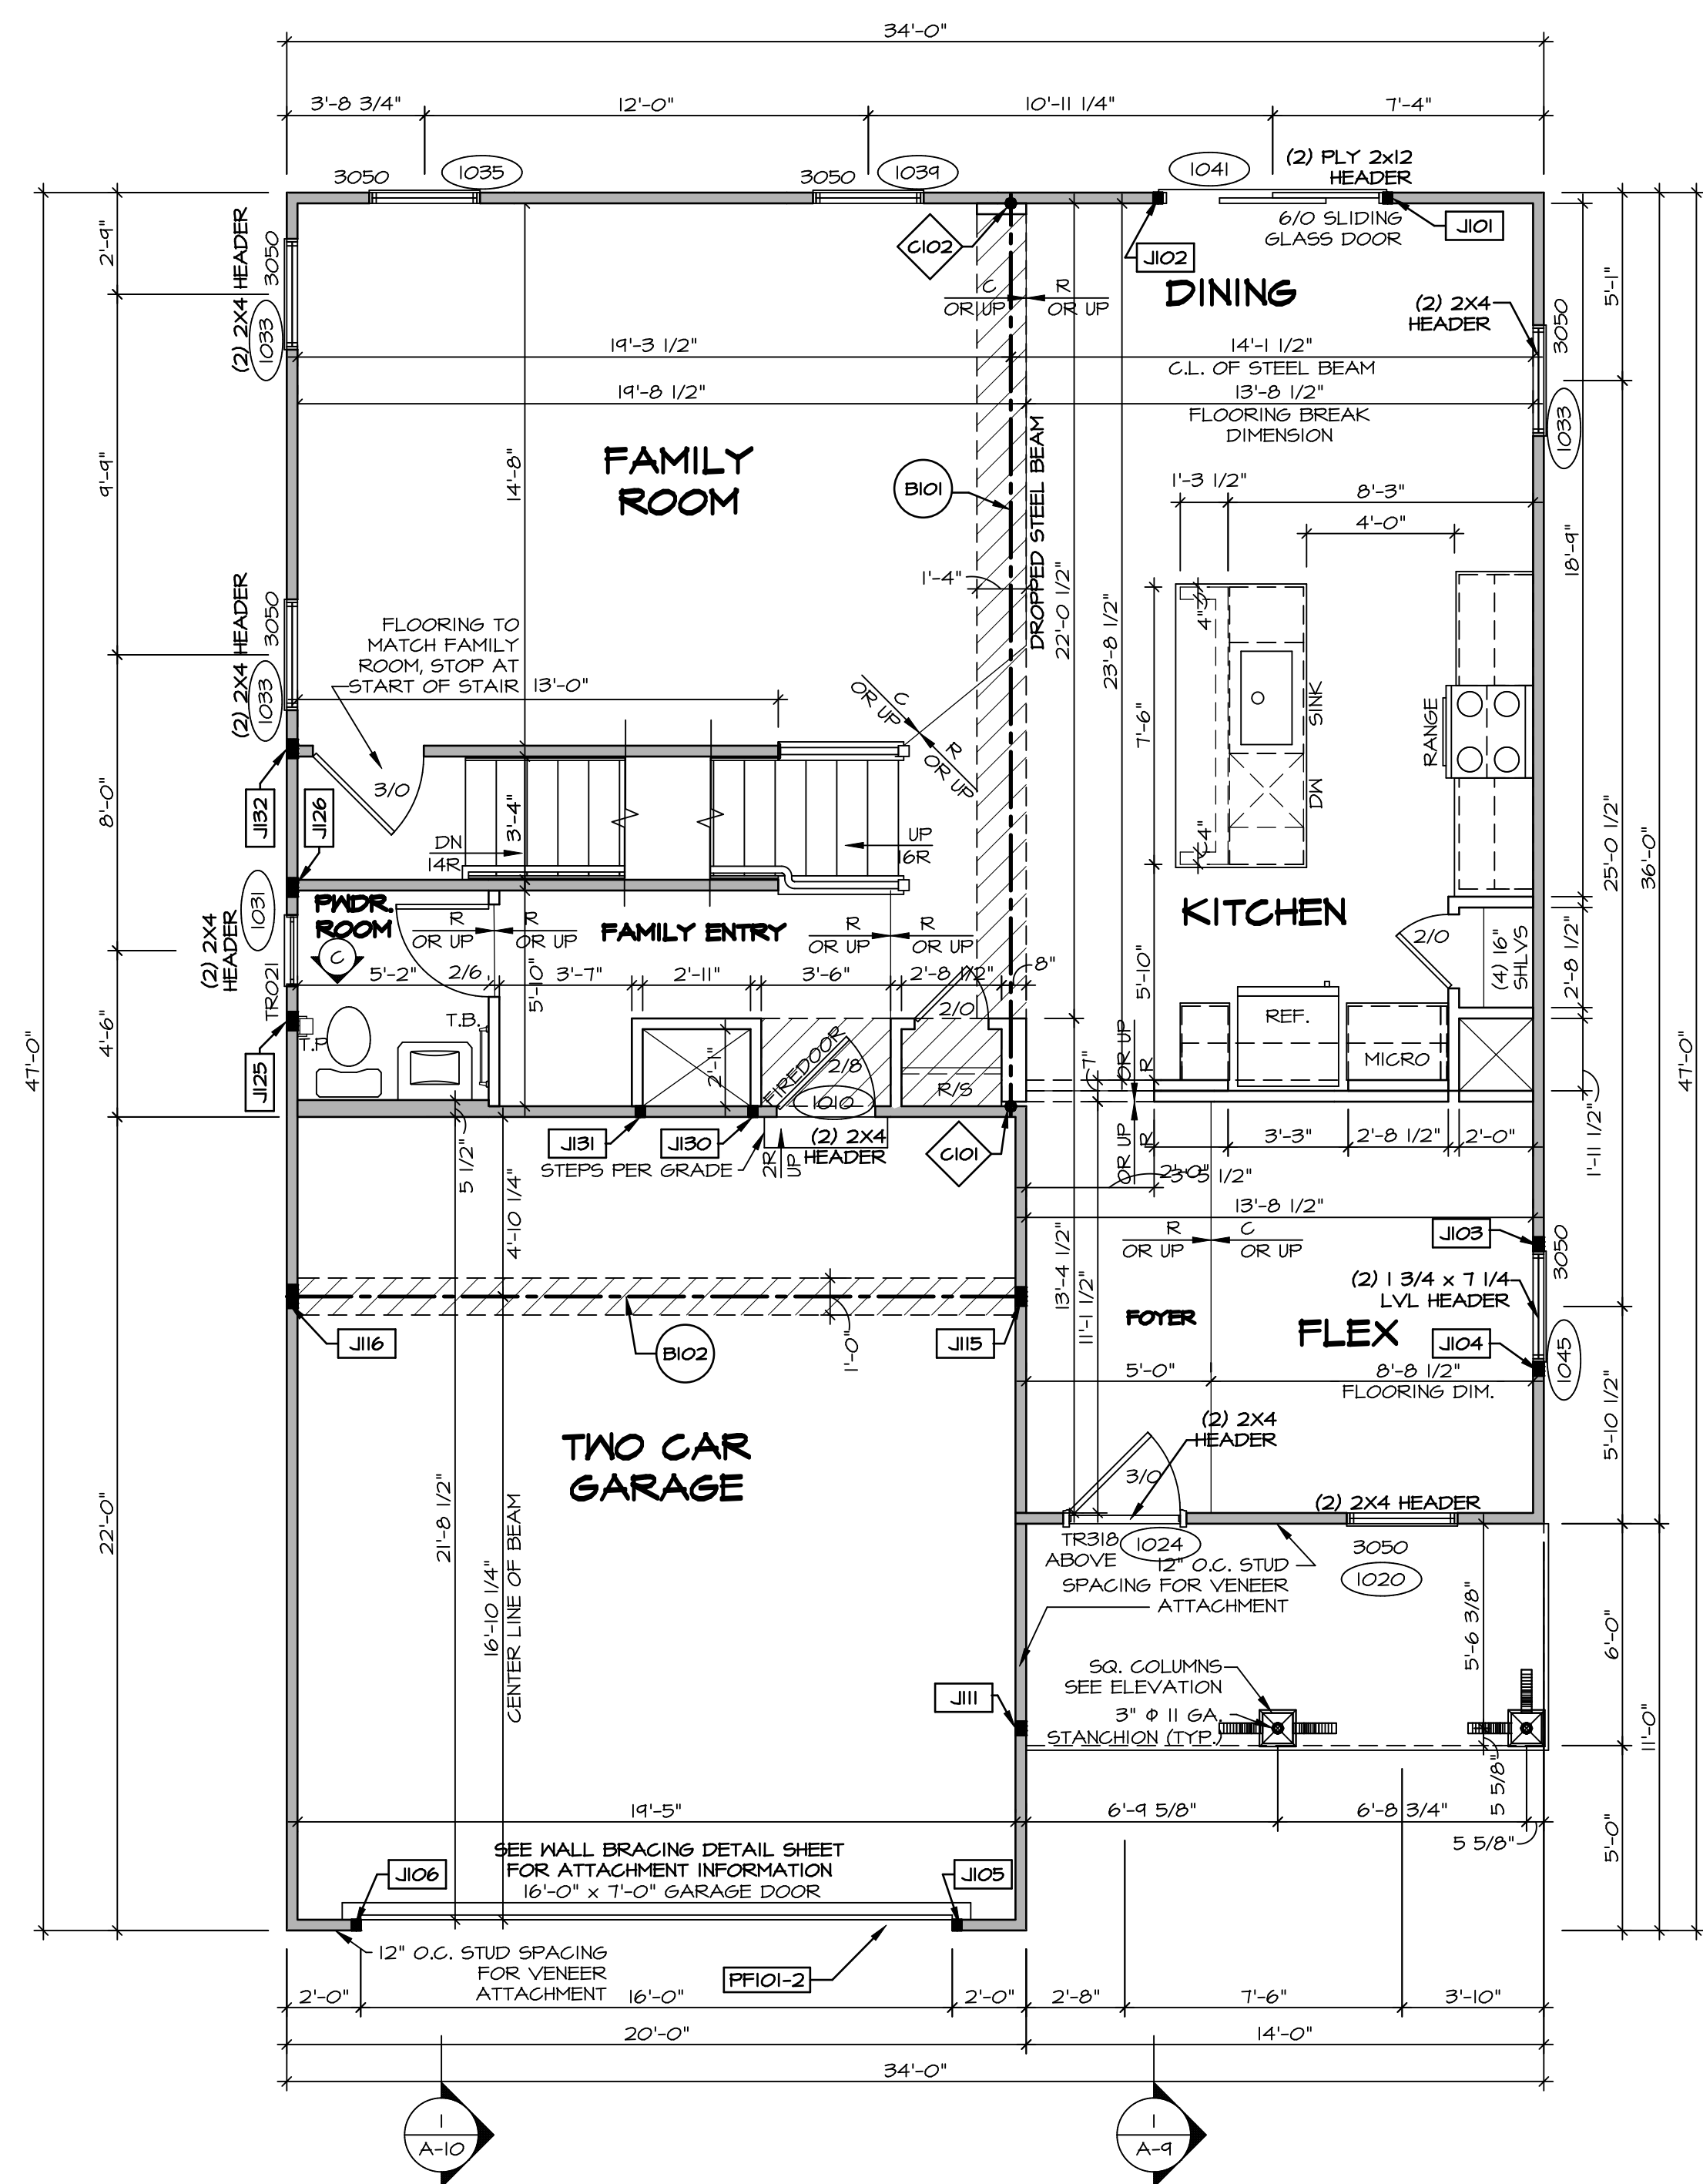 34'-0"
3'-8 3/4"
12'-0"
10'-11 1/4"
7'-4"
3050
1035
3050
1039
1041
(2) PLY 2x12
HEADER
6/0 SLIDING
GLASS DOOR
J101
J102
C102
DINING
C
OR UP
R
OR UP
(2) 2X4
HEADER
3050
1033
2'-9"
(2) 2X4 HEADER
3050
1033
5'-1"
19'-3 1/2"
14'-1 1/2"
C.L. OF STEEL BEAM
19'-8 1/2"
13'-8 1/2"
FLOORING BREAK
DIMENSION
FAMILY
ROOM
14'-8"
9'-9"
B101
DROPPED STEEL BEAM
1'-3 1/2"
8'-3"
4'-0"
18'-9"
1'-4"
22'-0 1/2"
23'-8 1/2"
4"
7'-6"
SINK
DW
4"
RANGE
(2) 2X4 HEADER
3050
1033
FLOORING TO
MATCH FAMILY
ROOM, STOP AT
START OF STAIR
13'-0"
C
OR UP
R
OR UP
25'-0 1/2"
36'-0"
8'-0"
J132
J126
3/0
DN
14R
3'-4"
UP
16R
PWDR.
ROOM
C
1031
(2) 2X4
HEADER
TR021
R
OR UP
R
OR UP
FAMILY ENTRY
R
OR UP
R
OR UP
KITCHEN
2/0
(4) 16"
SHLVS
2'-8 1/2"
5'-2"
2/6
5'-10"
3'-7"
2'-11"
3'-6"
2'-8 1/2"
8"
5'-10"
2/0
47'-0"
4'-6"
J125
T.P.
T.B.
2'-1"
FIREDOOR
2/8
1010
R/S
OR UP
R
7"
REF.
MICRO
47'-0"
J131
J130
(2) 2X4
HEADER
STEPS PER GRADE
2R
UP
C101
OR UP
R
3'-3"
2'-8 1/2"
2'-0"
1'-11 1/2"
5 1/2"
4'-10 1/4"
2'-0"
3'-5 1/2"
13'-8 1/2"
R
OR UP
C
OR UP
J103
3050
(2) 1 3/4 x 7 1/4
LVL HEADER
J104
1045
13'-4 1/2"
11'-1 1/2"
FOYER
FLEX
J116
B102
1'-0"
J115
5'-0"
8'-8 1/2"
FLOORING DIM.
5'-10 1/2"
TWO CAR
GARAGE
(2) 2X4
HEADER
3/0
(2) 2X4 HEADER
22'-0"
21'-8 1/2"
16'-10 1/4"
CENTER LINE OF BEAM
TR318
ABOVE
1024
3050
1020
12" O.C. STUD
SPACING FOR VENEER
ATTACHMENT
5'-6 3/8"
6'-0"
SQ. COLUMNS
SEE ELEVATION
3" Φ 11 GA.
STANCHION (TYP.)
J111
11'-0"
19'-5"
6'-9 5/8"
6'-8 3/4"
5 5/8"
5 5/8"
5'-0"
SEE WALL BRACING DETAIL SHEET
FOR ATTACHMENT INFORMATION
16'-0" x 7'-0" GARAGE DOOR
J106
J105
12" O.C. STUD SPACING
FOR VENEER
ATTACHMENT
PF101-2
2'-0"
16'-0"
2'-0"
2'-8"
7'-6"
3'-10"
20'-0"
14'-0"
34'-0"
1
A-10
1
A-9